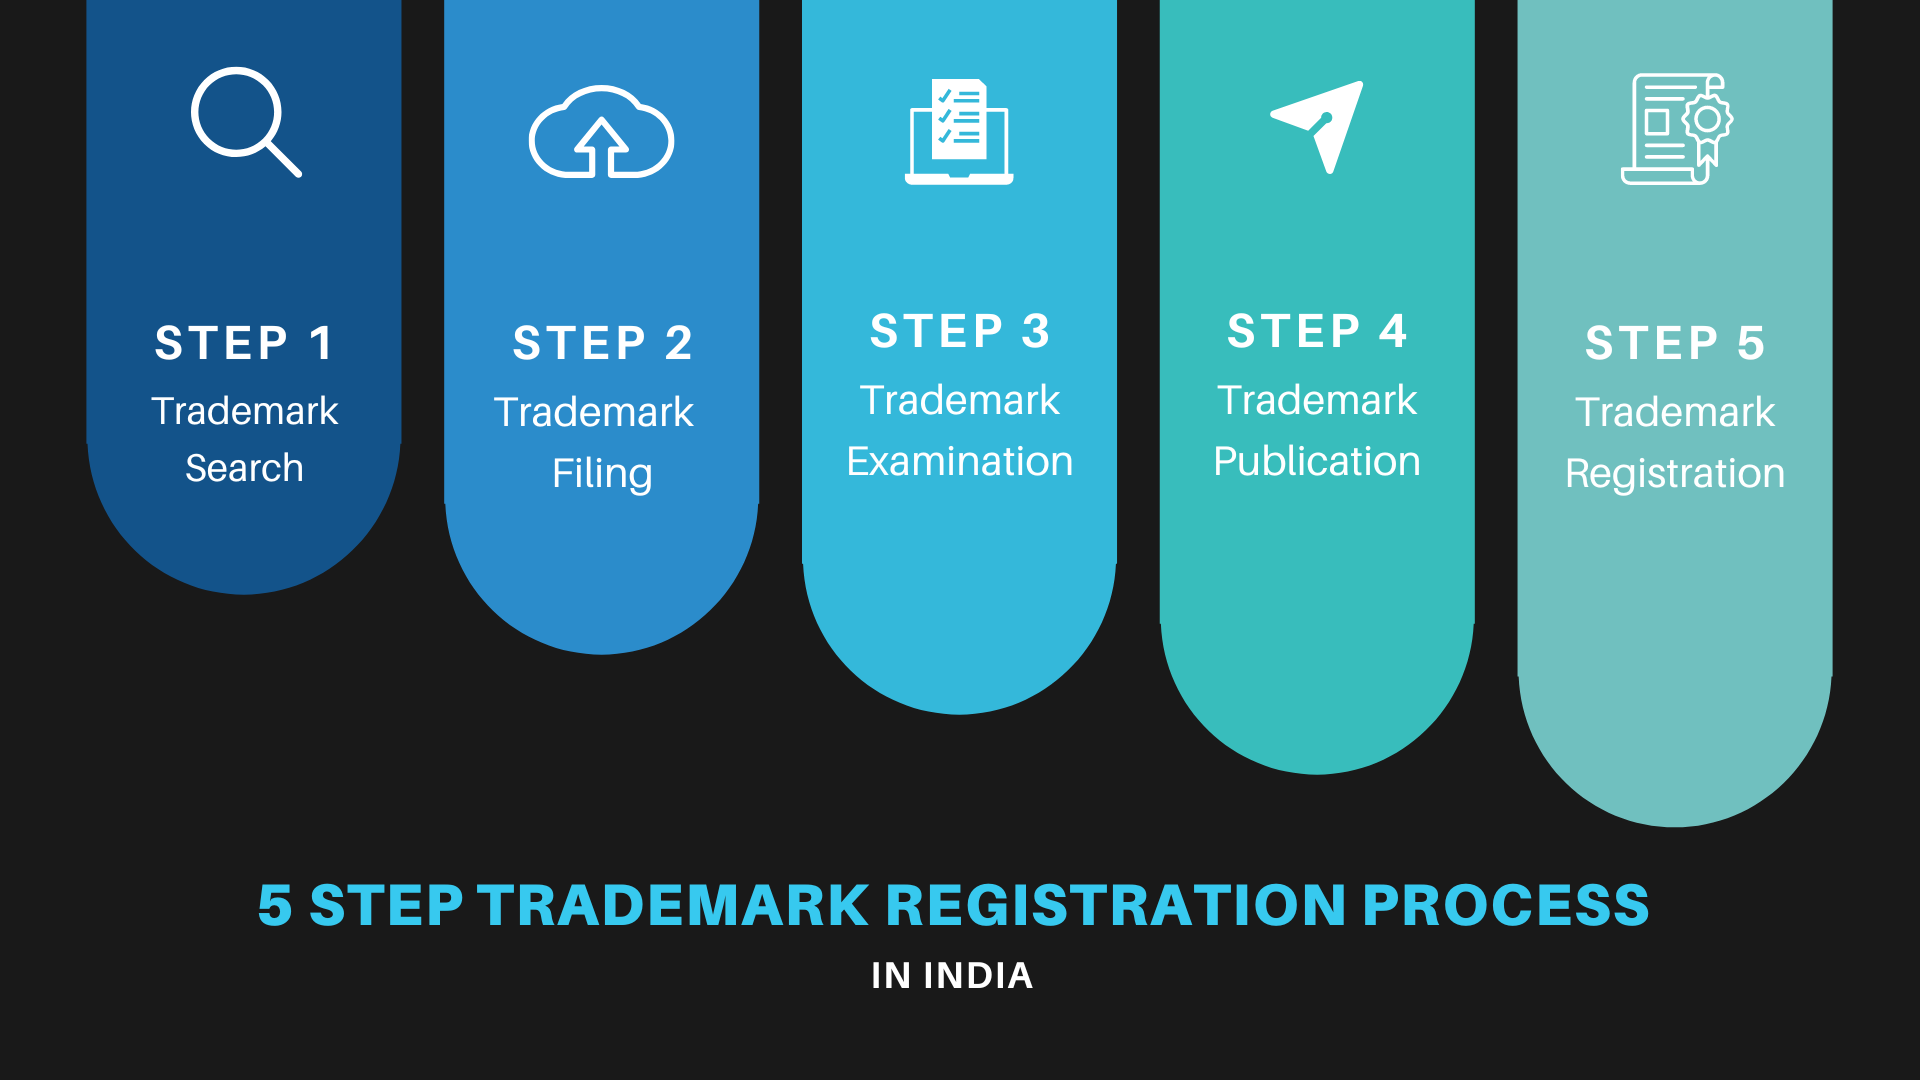 STEP 1
Trademark
Search
STEP 2
Trademark
Filing
STEP 3
Trademark
Examination
STEP 4
Trademark
Publication
STEP 5
Trademark
Registration
5 STEP TRADEMARK REGISTRATION PROCESS
IN INDIA